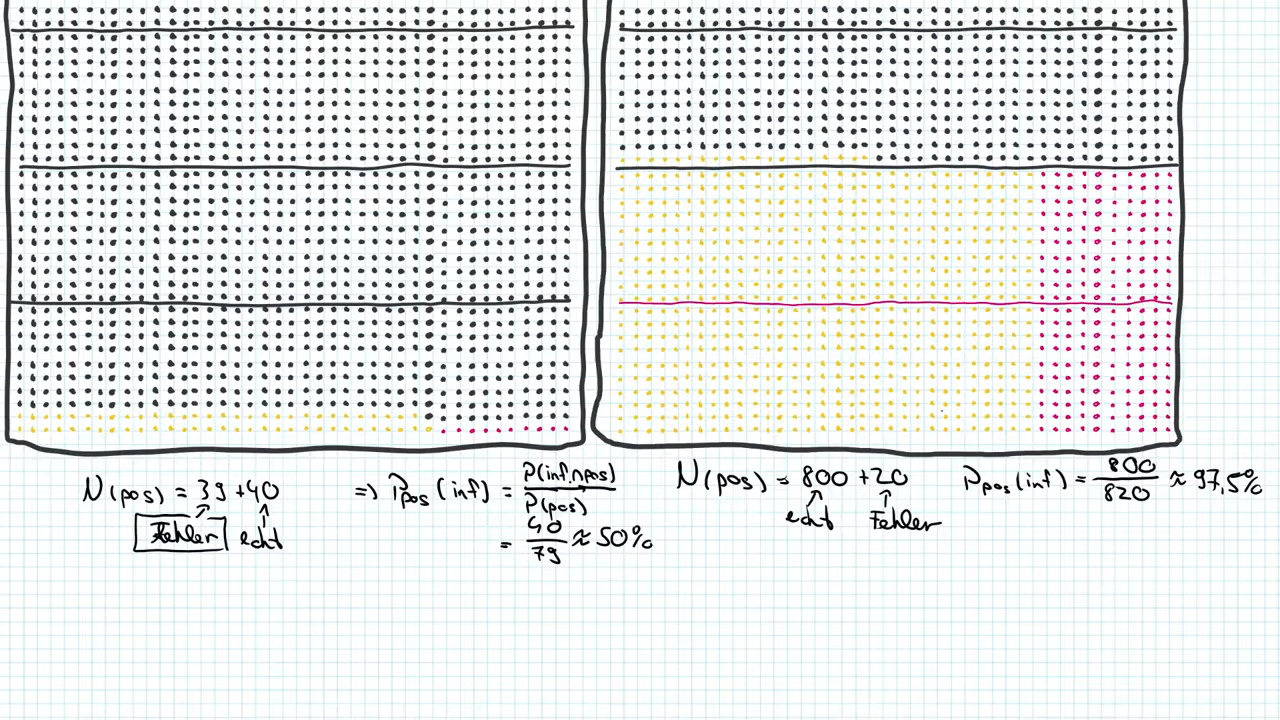 N(pos) = 39 + 40
Fehler echt
=> P_pos(inf) = P(inf∩pos) / P(pos)
= 40 / 79 ≈ 50%
N(pos) = 800 + 20
echt Fehler
P_pos(inf) = 800 / 820 ≈ 97,5%